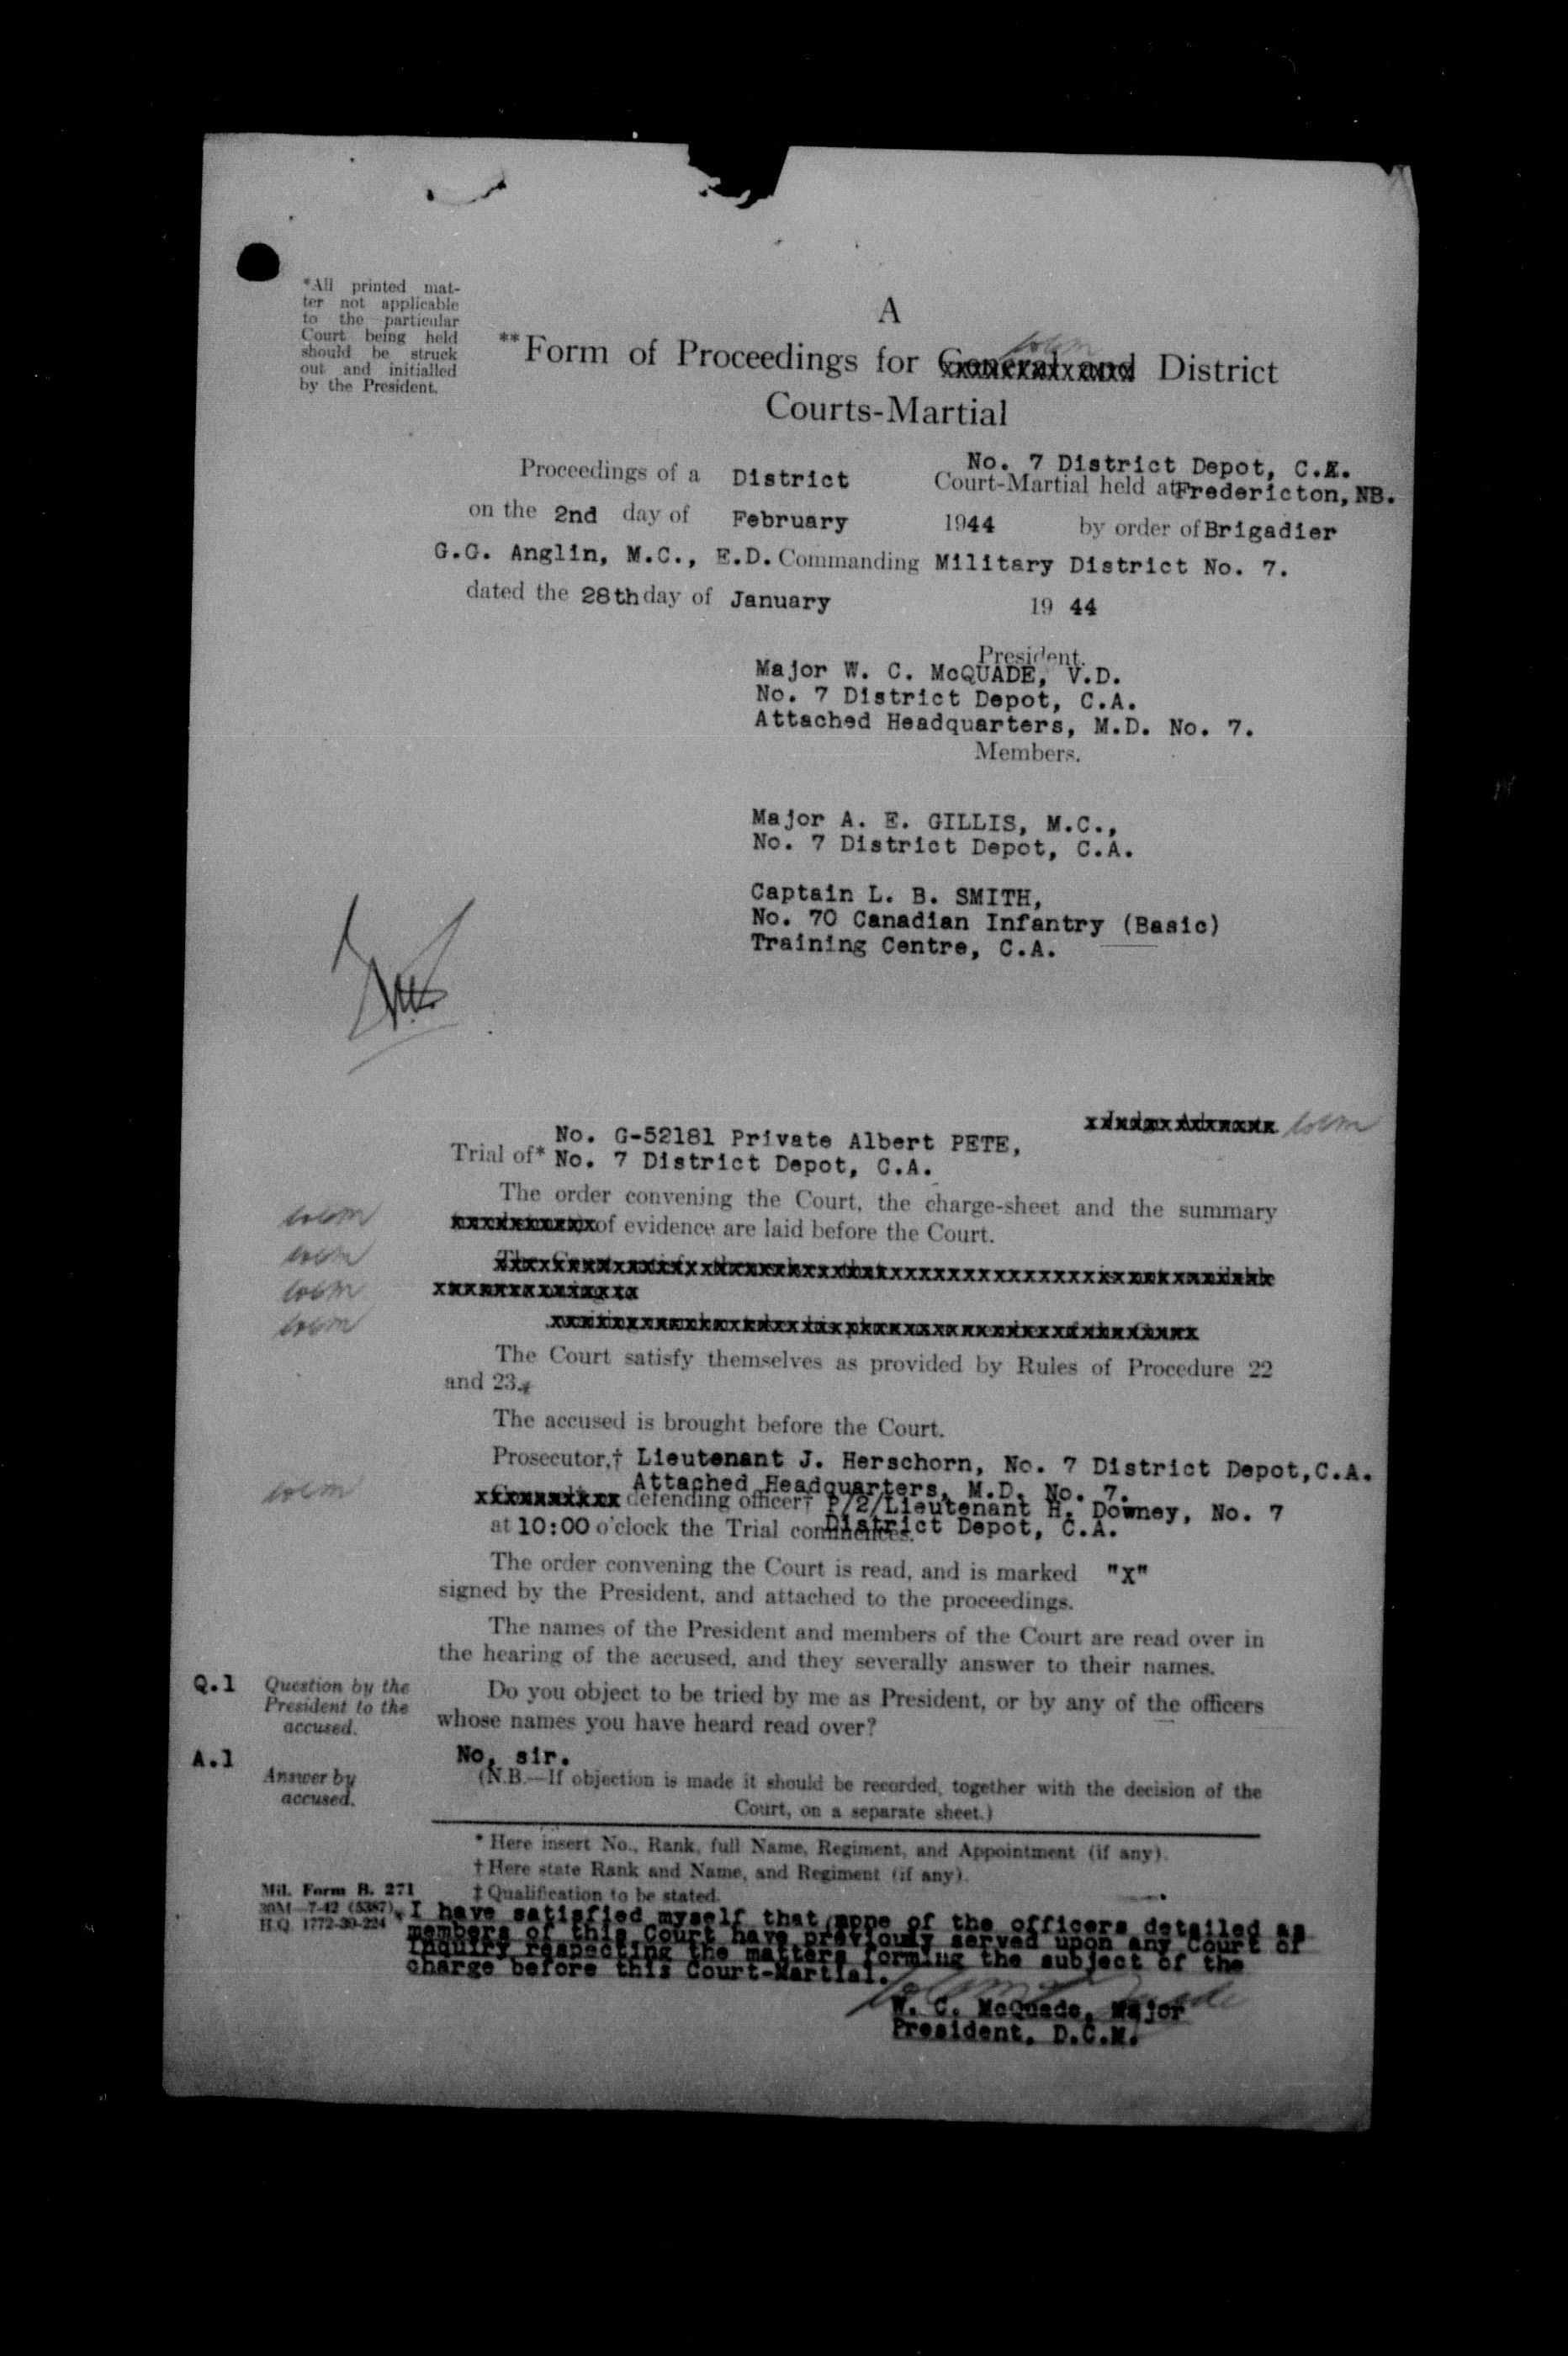 *All printed mat-
ter not applicable
to the particular
Court being held
should be struck
out and initialled
by the President.
A
**Form of Proceedings for General and District
Courts-Martial
No. 7 District Depot, C.A.
Proceedings of a District Court-Martial held at Fredericton, NB.
on the 2nd day of February 1944 by order of Brigadier
G.G. Anglin, M.C., E.D. Commanding Military District No. 7.
dated the 28th day of January 19 44
President.
Major W. C. McQUADE, V.D.
No. 7 District Depot, C.A.
Attached Headquarters, M.D. No. 7.
Members.
Major A. E. GILLIS, M.C.,
No. 7 District Depot, C.A.
Captain L. B. SMITH,
No. 70 Canadian Infantry (Basic)
Training Centre, C.A.
wcm
No. G-52181 Private Albert PETE,
Trial of* No. 7 District Depot, C.A.
The order convening the Court, the charge-sheet and the summary
wcm
of evidence are laid before the Court.
wcm
wcm
wcm
The Court satisfy themselves as provided by Rules of Procedure 22
and 23.
The accused is brought before the Court.
Prosecutor,† Lieutenant J. Herschorn, No. 7 District Depot, C.A.
Attached Headquarters, M.D. No. 7.
wcm
defending officer† P/2/Lieutenant H. Downey, No. 7
District Depot, C.A.
at 10:00 o'clock the Trial commences.
The order convening the Court is read, and is marked "X"
signed by the President, and attached to the proceedings.
The names of the President and members of the Court are read over in
the hearing of the accused, and they severally answer to their names.
Q.1 Question by the
President to the
accused.
Do you object to be tried by me as President, or by any of the officers
whose names you have heard read over?
A.1 Answer by
accused.
No, sir.
(N.B.—If objection is made it should be recorded, together with the decision of the
Court, on a separate sheet.)
* Here insert No., Rank, full Name, Regiment, and Appointment (if any).
† Here state Rank and Name, and Regiment (if any).
‡ Qualification to be stated.
Mil. Form B. 271
30M—7-42 (5387)
H.Q. 1772-39-224
I have satisfied myself that none of the officers detailed as
members of this Court have previouly served upon any Court of
Inquiry respecting the matters forming the subject of the
charge before this Court-Martial.
W. C. McQuade, Major
President, D.C.M.